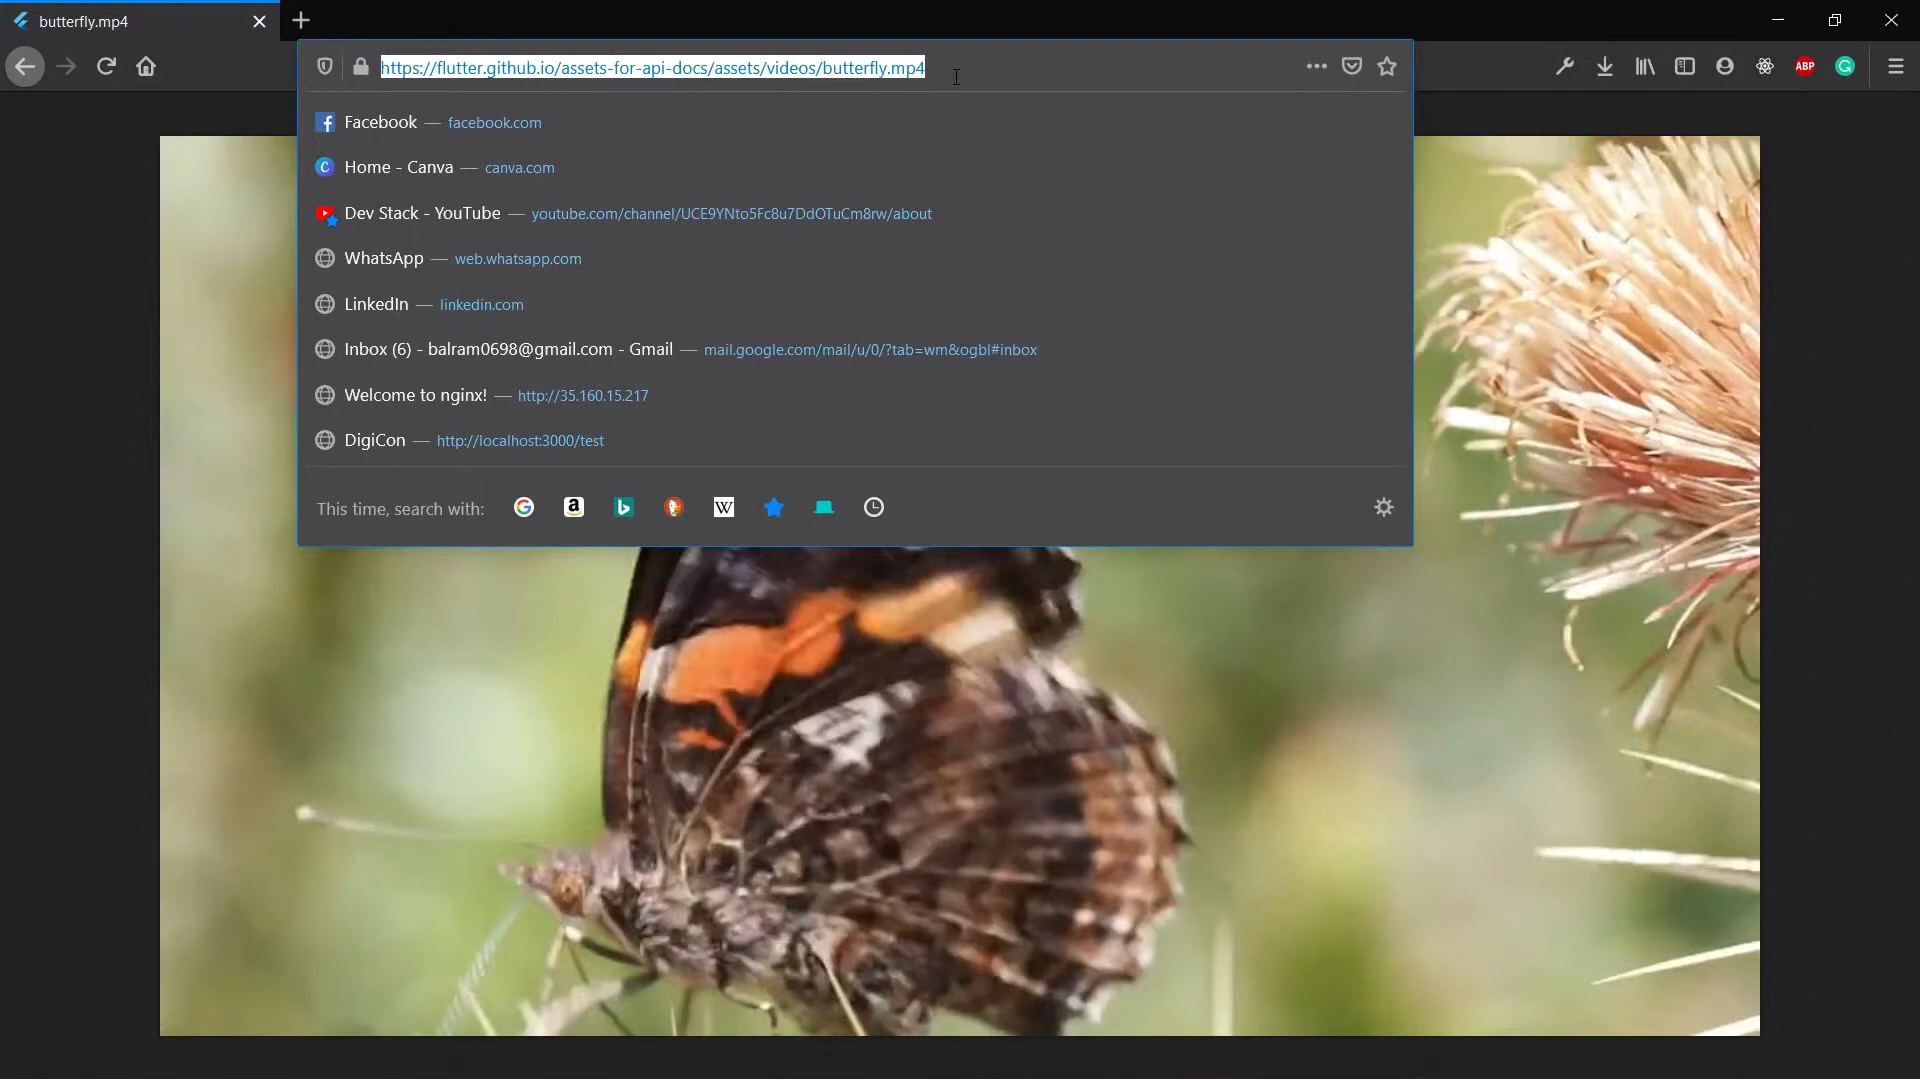 butterfly.mp4
https://flutter.github.io/assets-for-api-docs/assets/videos/butterfly.mp4
ABP
Facebook — facebook.com
Home - Canva — canva.com
Dev Stack - YouTube — youtube.com/channel/UCE9YNto5Fc8u7DdOTuCm8rw/about
WhatsApp — web.whatsapp.com
LinkedIn — linkedin.com
Inbox (6) - balram0698@gmail.com - Gmail — mail.google.com/mail/u/0/?tab=wm&ogbl#inbox
Welcome to nginx! — http://35.160.15.217
DigiCon — http://localhost:3000/test
This time, search with: